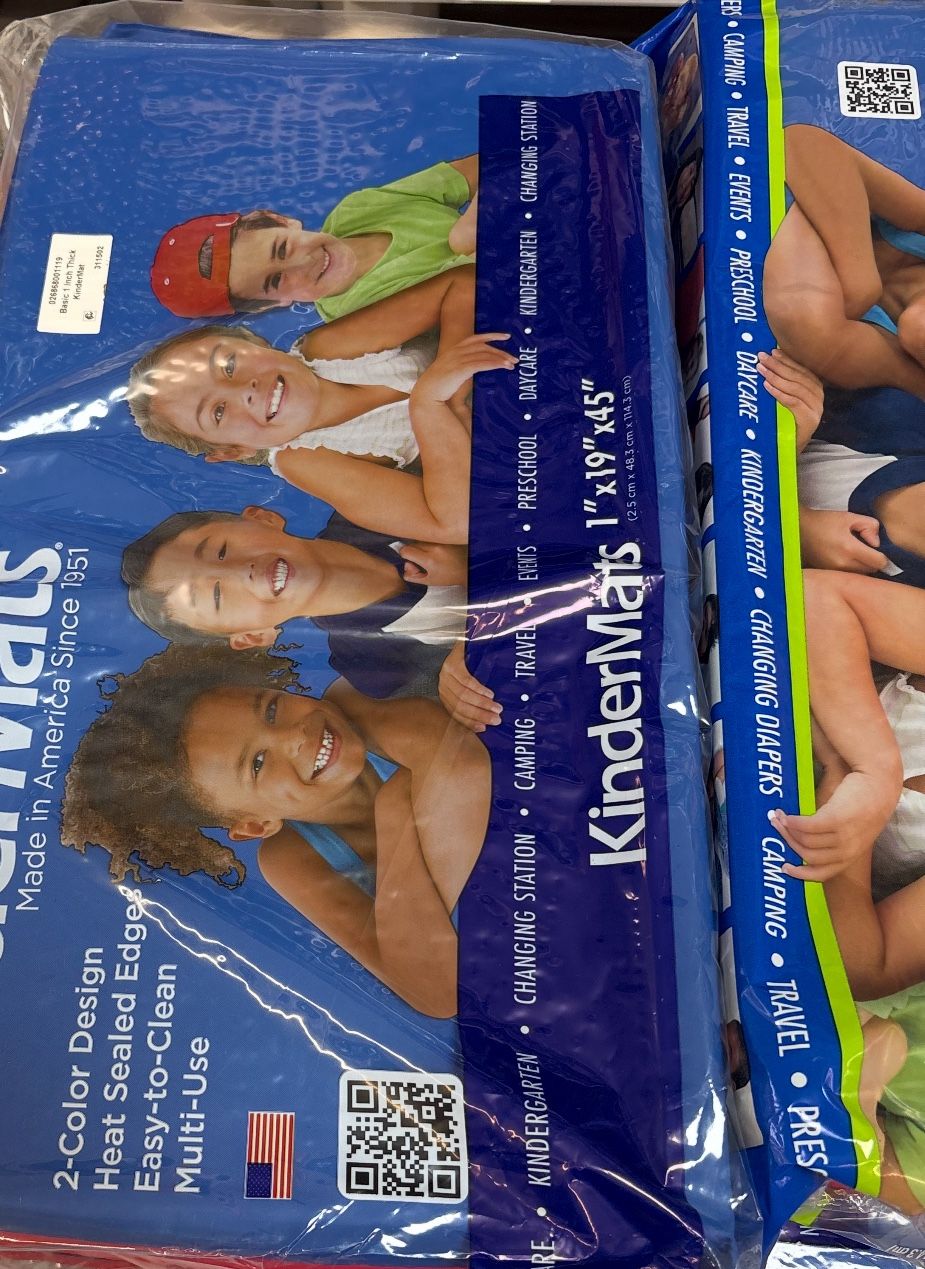 Mats®
Made in America Since 1951
2-Color Design
Heat Sealed Edges
Easy-to-Clean
Multi-Use
026868001119
Basic 1 Inch Thick
KinderMat
311502
KINDERGARTEN • CHANGING STATION • CAMPING • TRAVEL • EVENTS • PRESCHOOL • DAYCARE • KINDERGARTEN • CHANGING STATION
KinderMats 1”x19”x45”
(2.5 cm x 48.3 cm x 114.3 cm)
CAMPING • TRAVEL • EVENTS • PRESCHOOL • DAYCARE • KINDERGARTEN • CHANGING DIAPERS • CAMPING • TRAVEL • PRES